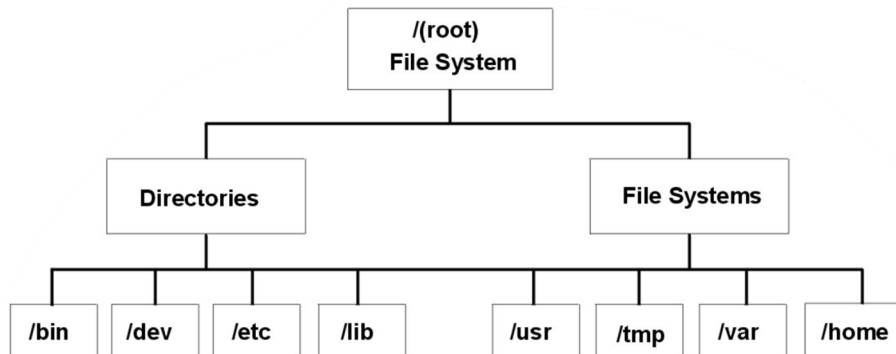 /(root)
File System
Directories
File Systems
/bin
/dev
/etc
/lib
/usr
/tmp
/var
/home